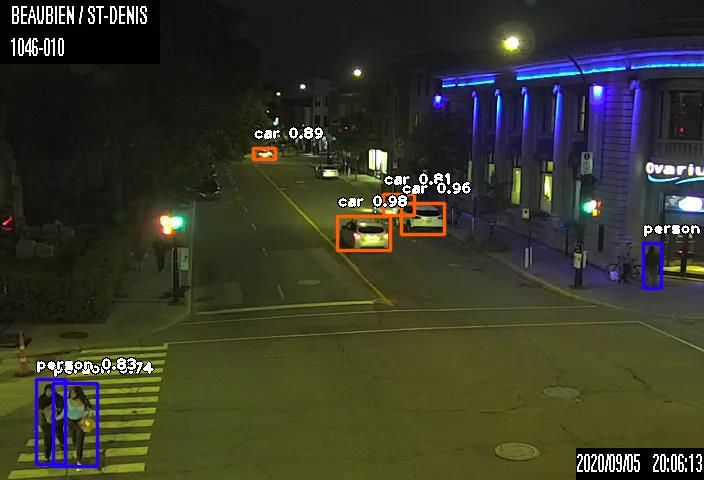 BEAUBIEN / ST-DENIS
1046-010
car 0.89
car 0.81
car 0.96
car 0.98
Ovariu
person
person 0.83
2020/09/05 20:06:13